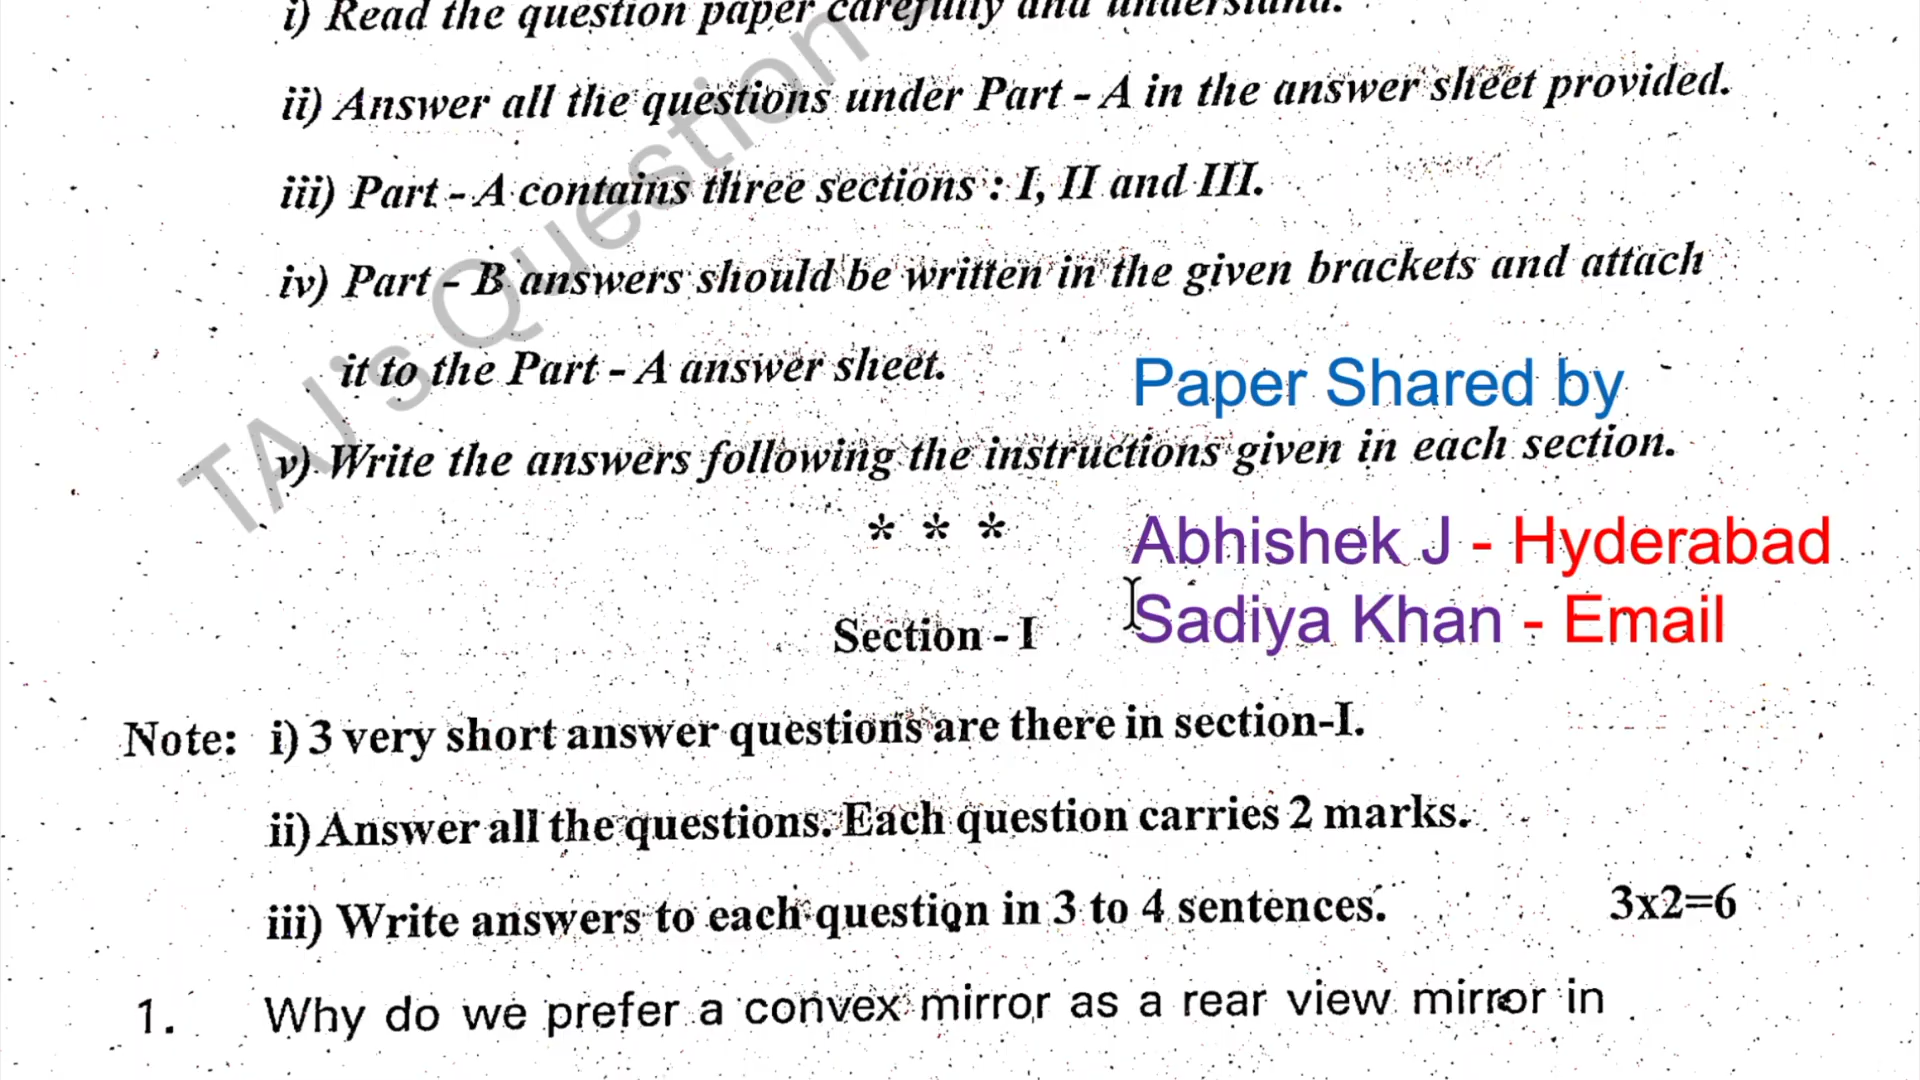 i) Read the question paper carefully and understand.
ii) Answer all the questions under Part - A in the answer sheet provided.
iii) Part - A contains three sections : I, II and III.
iv) Part - B answers should be written in the given brackets and attach
it to the Part - A answer sheet.
Paper Shared by
v) Write the answers following the instructions given in each section.
* * *
Abhishek J - Hyderabad
Sadiya Khan - Email
Section - I
Note: i) 3 very short answer questions are there in section-I.
ii) Answer all the questions. Each question carries 2 marks.
iii) Write answers to each question in 3 to 4 sentences. 3x2=6
1. Why do we prefer a convex mirror as a rear view mirror in
TAJ's Question